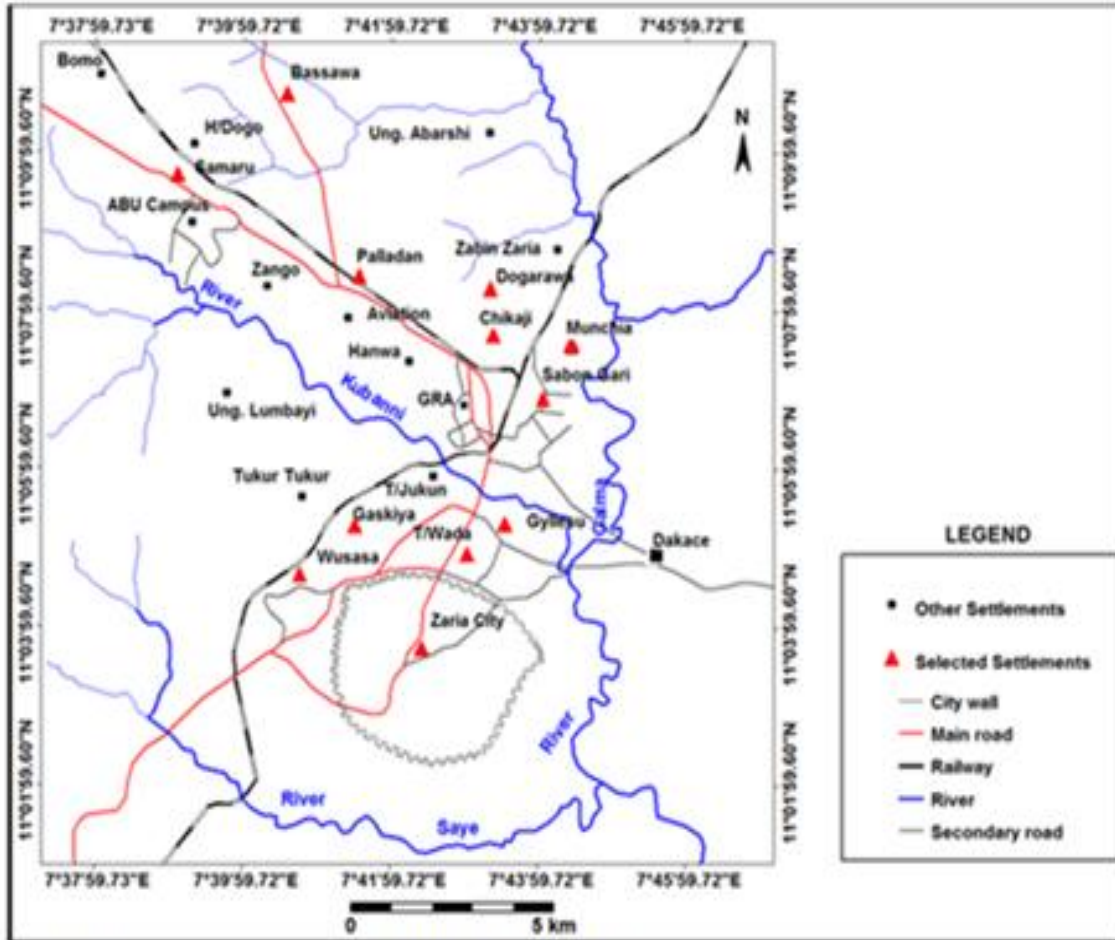 7°37'59.73"E 7°39'59.72"E 7°41'59.72"E 7°43'59.72"E 7°45'59.72"E
Bomo
Bassawa
H/Dogo
Ung. Abarshi
N
Samaru
ABU Campus
Zabin Zaria
Palladan
Zango
Dogarawa
River
Aviation
Chikaji
Munchia
Hanwa
Sabon Gari
Kubanni
GRA
Ung. Lumbayi
Tukur Tukur
T/Jukun
Galma
Gaskiya
T/Wada
Gyllesu
Dakace
Wusasa
Zaria City
River
River
Saye
11°09'59.60"N
11°07'59.60"N
11°05'59.60"N
11°03'59.60"N
11°01'59.60"N
11°09'59.60"N
11°07'59.60"N
11°05'59.60"N
11°03'59.60"N
11°01'59.60"N
7°37'59.73"E 7°39'59.72"E 7°41'59.72"E 7°43'59.72"E 7°45'59.72"E
0 5 km
LEGEND
Other Settlements
Selected Settlements
City wall
Main road
Railway
River
Secondary road